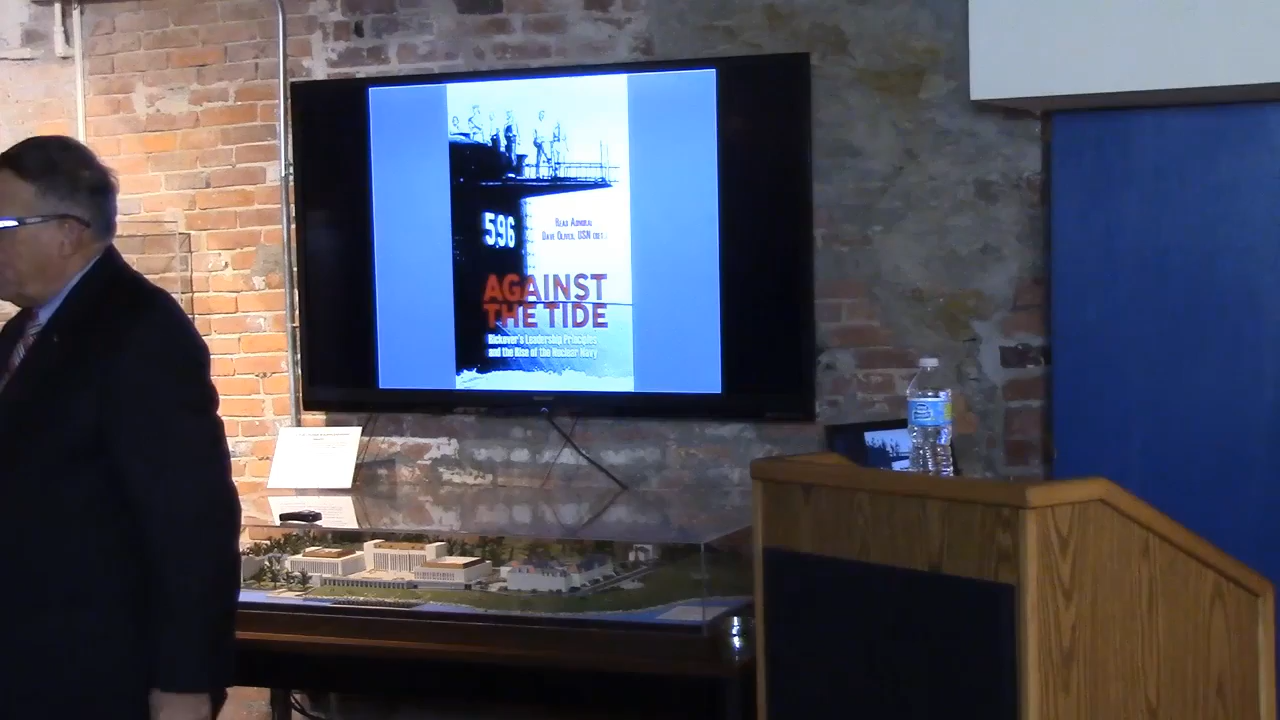 596
REAR ADMIRAL
DAVE OLIVER, USN (RET.)
AGAINST
THE TIDE
Rickover's Leadership Principles
and the Rise of the Nuclear Navy